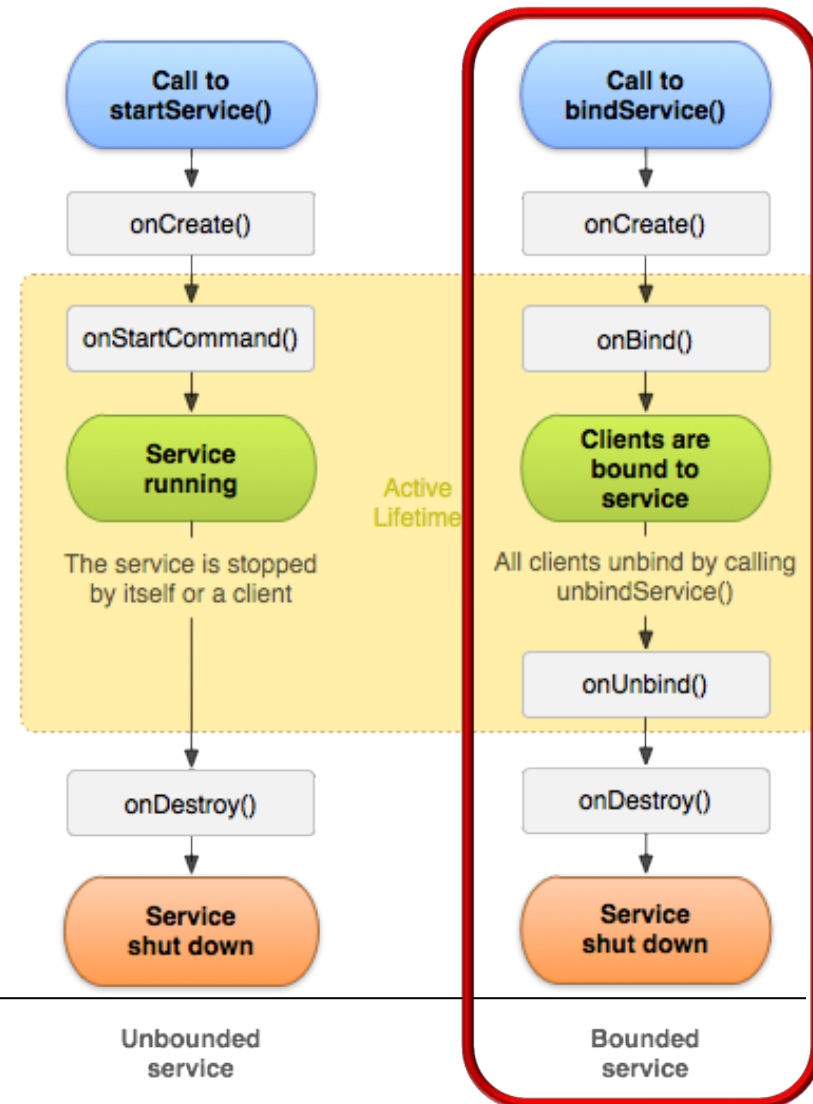 Call to
startService()
onCreate()
onStartCommand()
Service
running
The service is stopped
by itself or a client
onDestroy()
Service
shut down
Unbounded
service
Active
Lifetime
Call to
bindService()
onCreate()
onBind()
Clients are
bound to
service
All clients unbind by calling
unbindService()
onUnbind()
onDestroy()
Service
shut down
Bounded
service